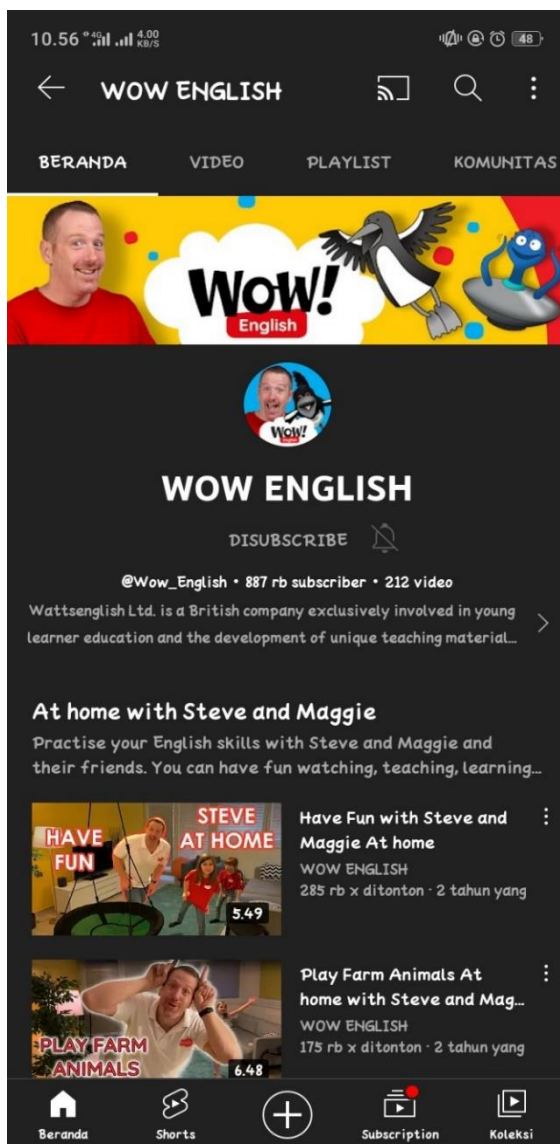 10.56 4G 4.00 KB/S 48
WOW ENGLISH
BERANDA VIDEO PLAYLIST KOMUNITAS
WOW!
English
WOW!
English
WOW ENGLISH
DISUBSCRIBE
@Wow_English • 887 rb subscriber • 212 video
Wattsenglish Ltd. is a British company exclusively involved in young
learner education and the development of unique teaching material...
At home with Steve and Maggie
Practise your English skills with Steve and Maggie and
their friends. You can have fun watching, teaching, learning...
HAVE
FUN
STEVE
AT HOME
5.49
Have Fun with Steve and
Maggie At home
WOW ENGLISH
285 rb x ditonton · 2 tahun yang
PLAY FARM
ANIMALS
6.48
Play Farm Animals At
home with Steve and Mag...
WOW ENGLISH
175 rb x ditonton · 2 tahun yang
Beranda Shorts Subscription Koleksi